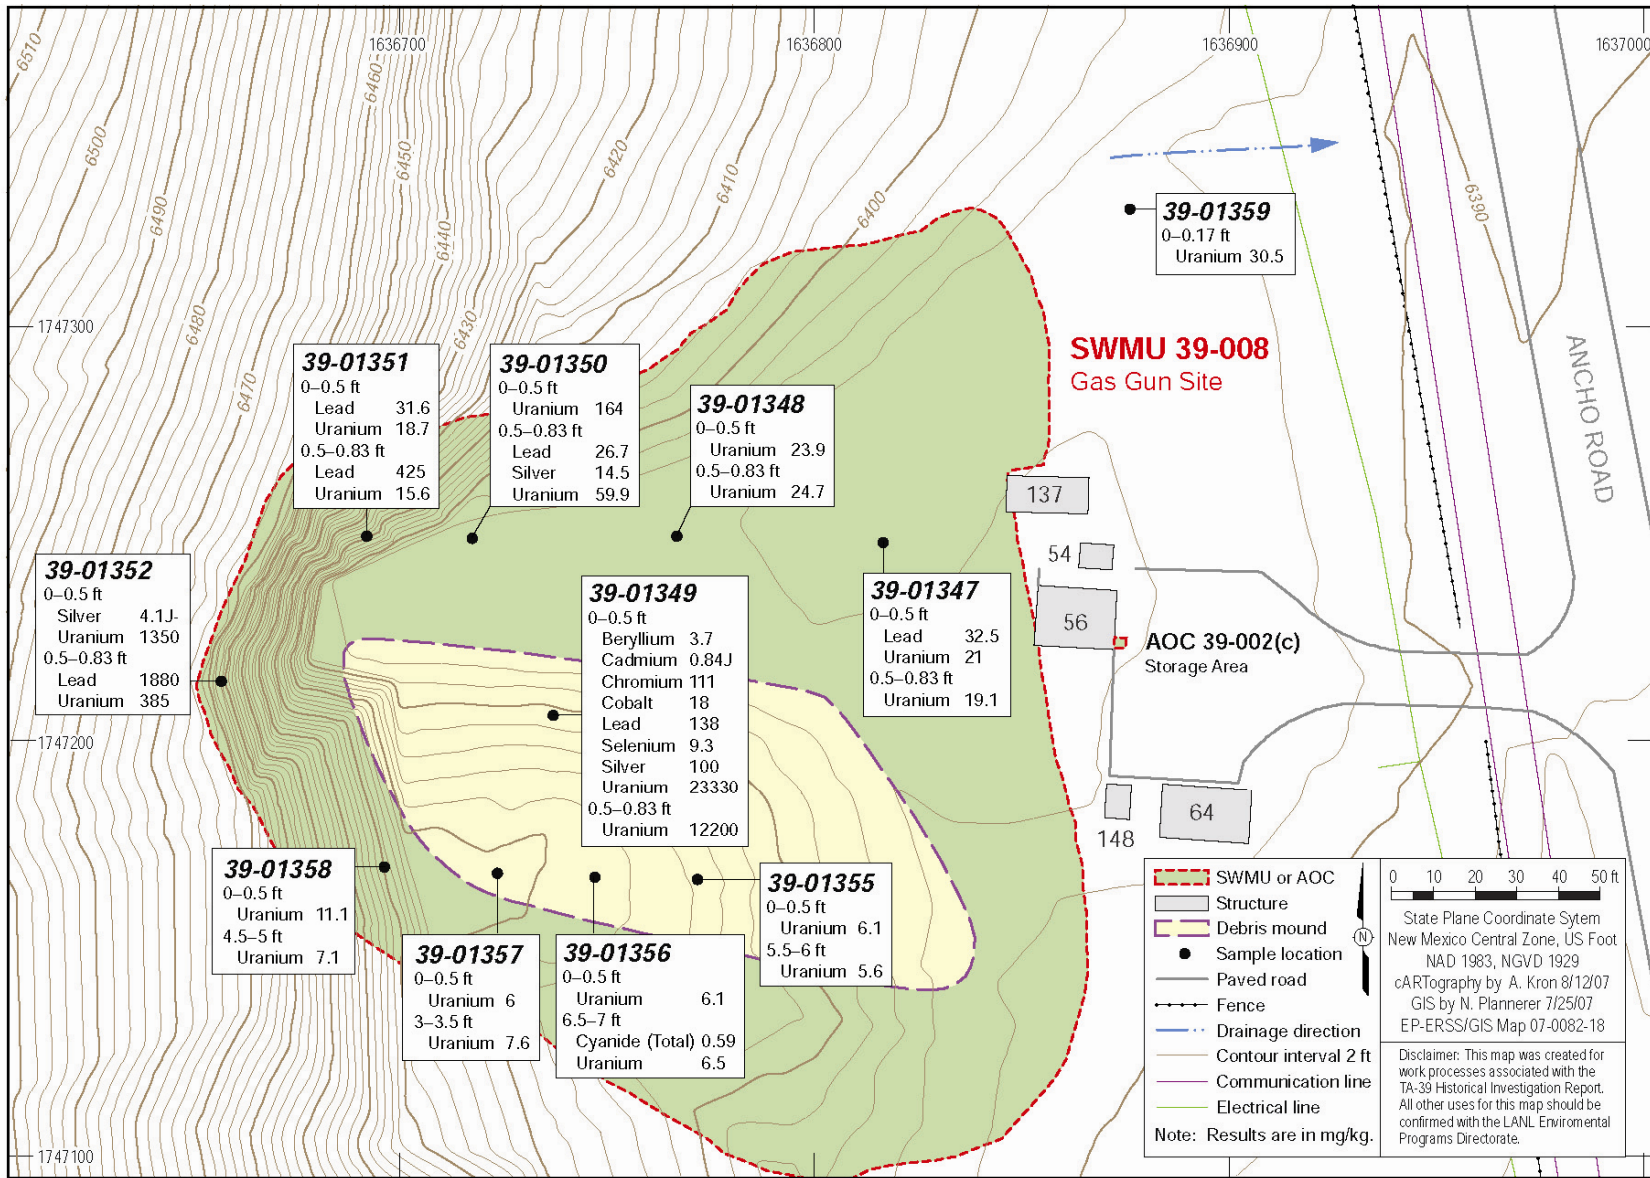 1636700
1636800
1636900
1637000
6510
6500
6490
6480
6470
6460
6450
6440
6430
6420
6410
6400
6390
1747300
1747200
1747100
39-01359
0–0.17 ft
Uranium 30.5
SWMU 39-008
Gas Gun Site
ANCHO ROAD
39-01351
0–0.5 ft
Lead 31.6
Uranium 18.7
0.5–0.83 ft
Lead 425
Uranium 15.6
39-01350
0–0.5 ft
Uranium 164
0.5–0.83 ft
Lead 26.7
Silver 14.5
Uranium 59.9
39-01348
0–0.5 ft
Uranium 23.9
0.5–0.83 ft
Uranium 24.7
137
54
56
AOC 39-002(c)
Storage Area
148
64
39-01352
0–0.5 ft
Silver 4.1J-
Uranium 1350
0.5–0.83 ft
Lead 1880
Uranium 385
39-01349
0–0.5 ft
Beryllium 3.7
Cadmium 0.84J
Chromium 111
Cobalt 18
Lead 138
Selenium 9.3
Silver 100
Uranium 23330
0.5–0.83 ft
Uranium 12200
39-01347
0–0.5 ft
Lead 32.5
Uranium 21
0.5–0.83 ft
Uranium 19.1
39-01358
0–0.5 ft
Uranium 11.1
4.5–5 ft
Uranium 7.1
39-01357
0–0.5 ft
Uranium 6
3–3.5 ft
Uranium 7.6
39-01356
0–0.5 ft
Uranium 6.1
6.5–7 ft
Cyanide (Total) 0.59
Uranium 6.5
39-01355
0–0.5 ft
Uranium 6.1
5.5–6 ft
Uranium 5.6
SWMU or AOC
Structure
Debris mound
Sample location
Paved road
Fence
Drainage direction
Contour interval 2 ft
Communication line
Electrical line
Note: Results are in mg/kg.
N
0 10 20 30 40 50 ft
State Plane Coordinate Sytem
New Mexico Central Zone, US Foot
NAD 1983, NGVD 1929
cARTography by A. Kron 8/12/07
GIS by N. Plannerer 7/25/07
EP-ERSS/GIS Map 07-0082-18
Disclaimer: This map was created for
work processes associated with the
TA-39 Historical Investigation Report.
All other uses for this map should be
confirmed with the LANL Enviromental
Programs Directorate.